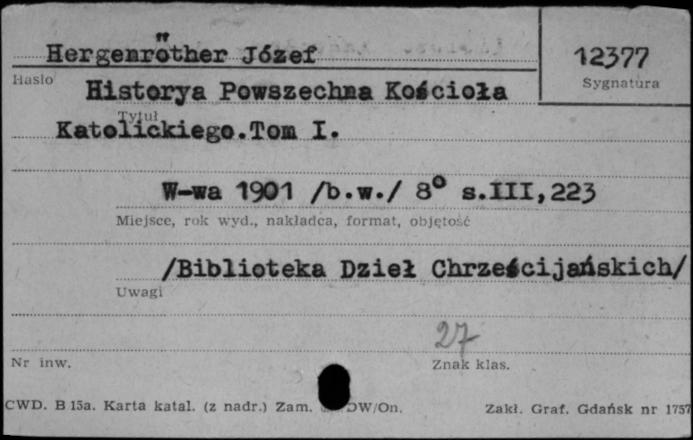 Hergenröther Józef
12377
Hasło
Sygnatura
Historya Powszechna Kościoła
Tytuł
Katolickiego.Tom I.
W-wa 1901 /b.w./ 8° s.III,223
Miejsce, rok wyd., nakładca, format, objętość
/Biblioteka Dzieł Chrześcijańskich/
Uwagi
27
Nr inw.
Znak klas.
CWD. B 15a. Karta katal. (z nadr.) Zam. DW/On.
Zakł. Graf. Gdańsk nr 1757